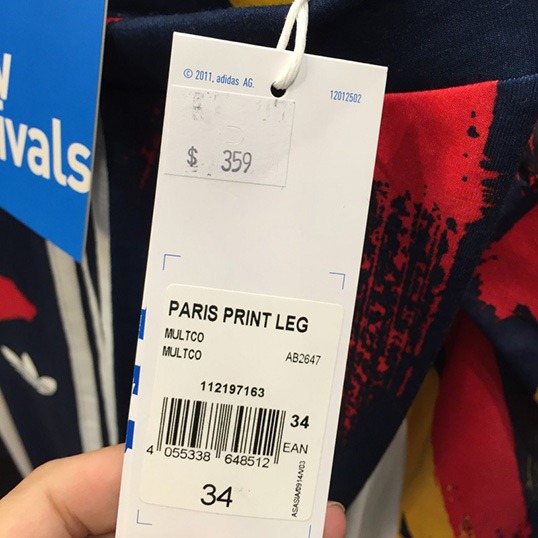 N
ivals
© 2011, adidas AG.
12012502
$ 359
PARIS PRINT LEG
MULTCO
MULTCO
AB2647
112197163
34
4 055338 648512
EAN
34